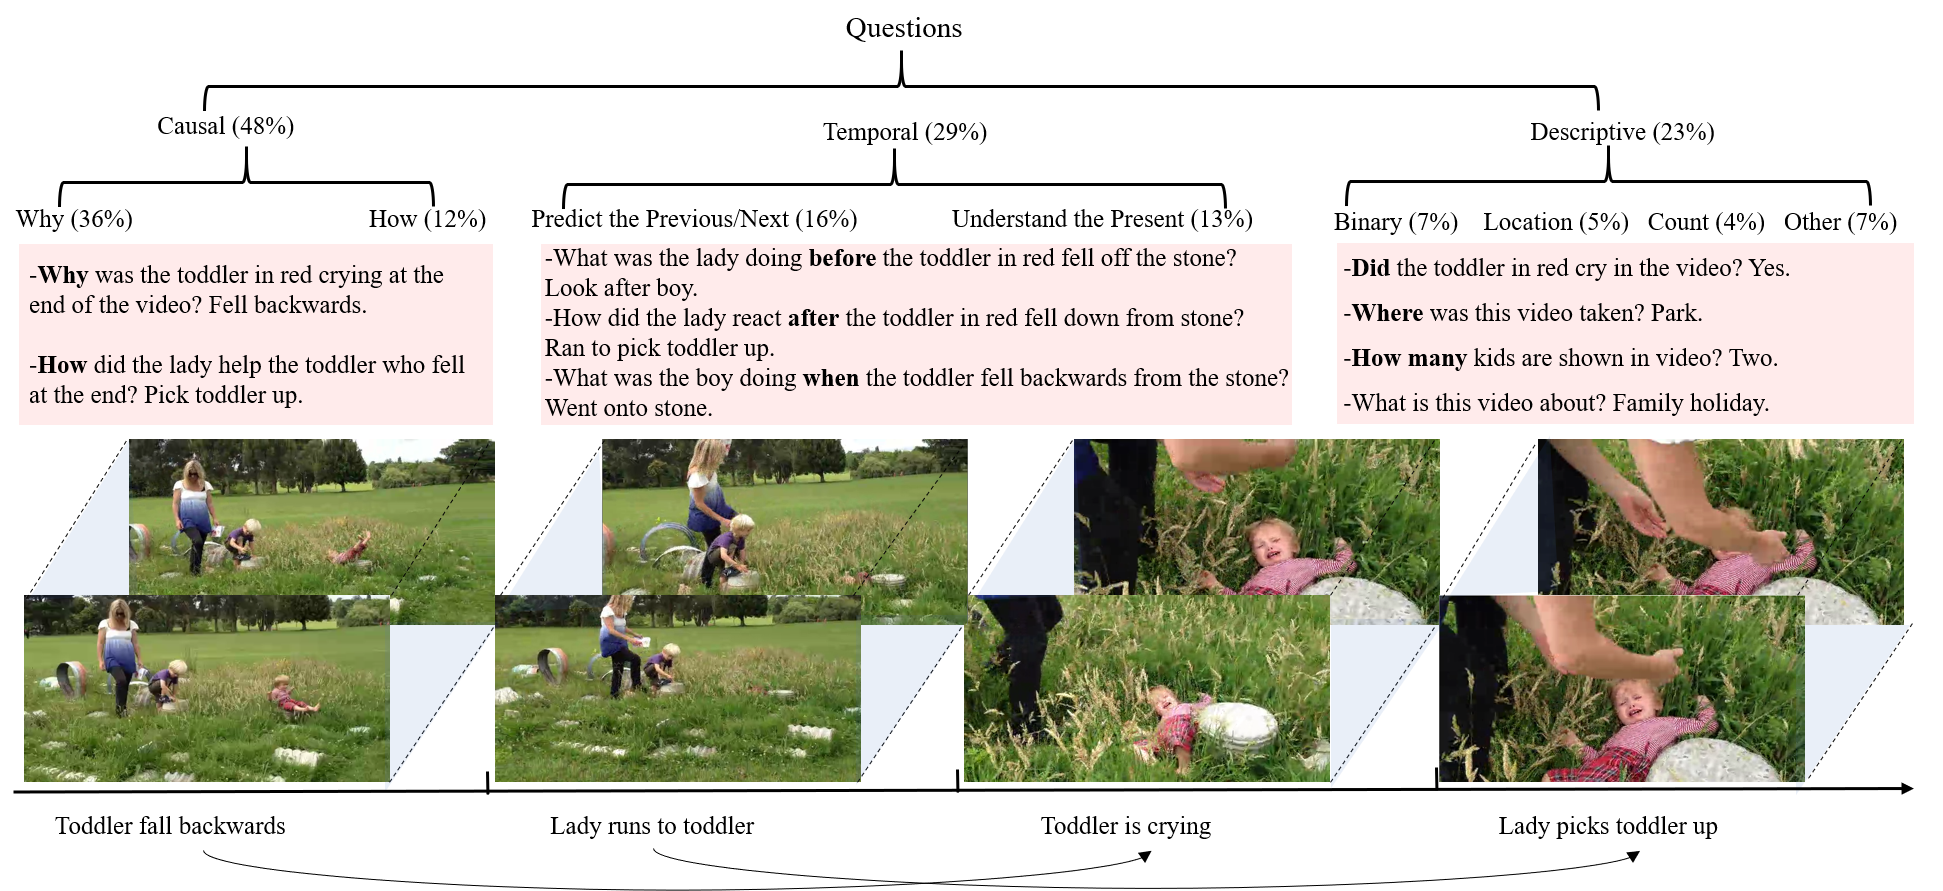 Questions
Causal (48%)
Temporal (29%)
Descriptive (23%)
Why (36%)
How (12%)
Predict the Previous/Next (16%)
Understand the Present (13%)
Binary (7%)
Location (5%)
Count (4%)
Other (7%)
-Why was the toddler in red crying at the
end of the video? Fell backwards.
-How did the lady help the toddler who fell
at the end? Pick toddler up.
-What was the lady doing before the toddler in red fell off the stone?
Look after boy.
-How did the lady react after the toddler in red fell down from stone?
Ran to pick toddler up.
-What was the boy doing when the toddler fell backwards from the stone?
Went onto stone.
-Did the toddler in red cry in the video? Yes.
-Where was this video taken? Park.
-How many kids are shown in video? Two.
-What is this video about? Family holiday.
Toddler fall backwards
Lady runs to toddler
Toddler is crying
Lady picks toddler up